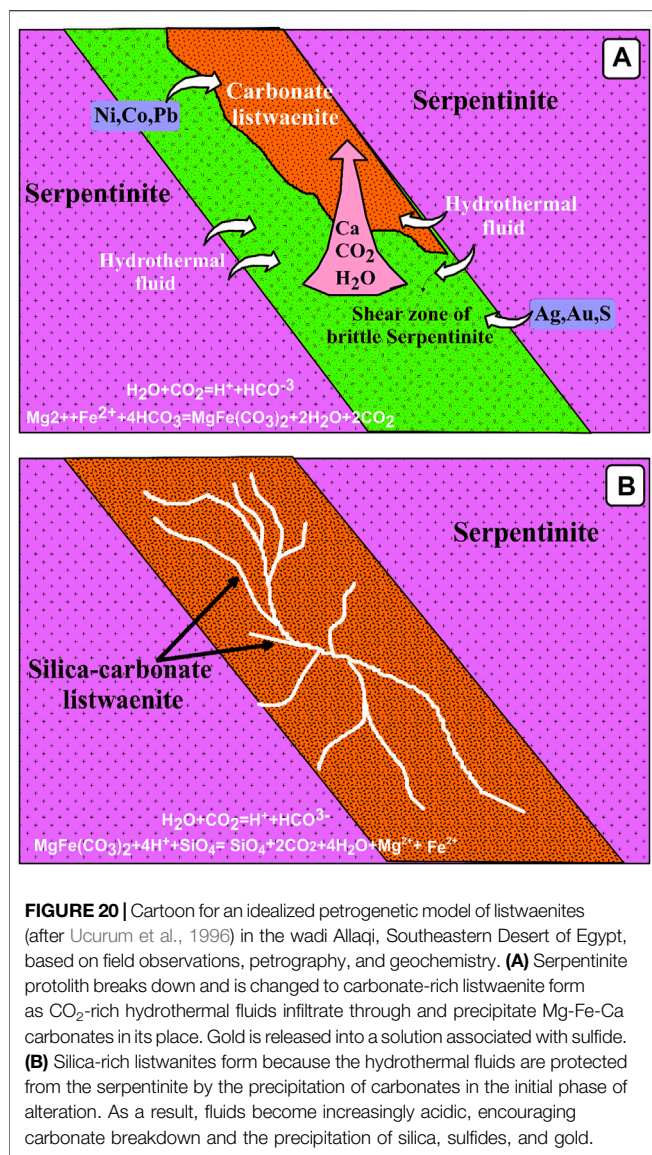 A
Carbonate
listwaenite
Serpentinite
Ni,Co,Pb
Serpentinite
Hydrothermal
fluid
Hydrothermal
fluid
Ca
CO2
H2O
Shear zone of
brittle Serpentinite
Ag,Au,S
H2O+CO2=H⁺+HCO⁻³
Mg2++Fe²⁺+4HCO3=MgFe(CO3)2+2H2O+2CO2
B
Serpentinite
Silica-carbonate
listwaenite
H2O+CO2=H⁺+HCO³⁻
MgFe(CO3)2+4H⁺+SiO4= SiO4+2CO2+4H2O+Mg²⁺+ Fe²⁺
FIGURE 20 | Cartoon for an idealized petrogenetic model of listwaenites
(after Ucurum et al., 1996) in the wadi Allaqi, Southeastern Desert of Egypt,
based on field observations, petrography, and geochemistry. (A) Serpentinite
protolith breaks down and is changed to carbonate-rich listwaenite form
as CO2-rich hydrothermal fluids infiltrate through and precipitate Mg-Fe-Ca
carbonates in its place. Gold is released into a solution associated with sulfide.
(B) Silica-rich listwanites form because the hydrothermal fluids are protected
from the serpentinite by the precipitation of carbonates in the initial phase of
alteration. As a result, fluids become increasingly acidic, encouraging
carbonate breakdown and the precipitation of silica, sulfides, and gold.